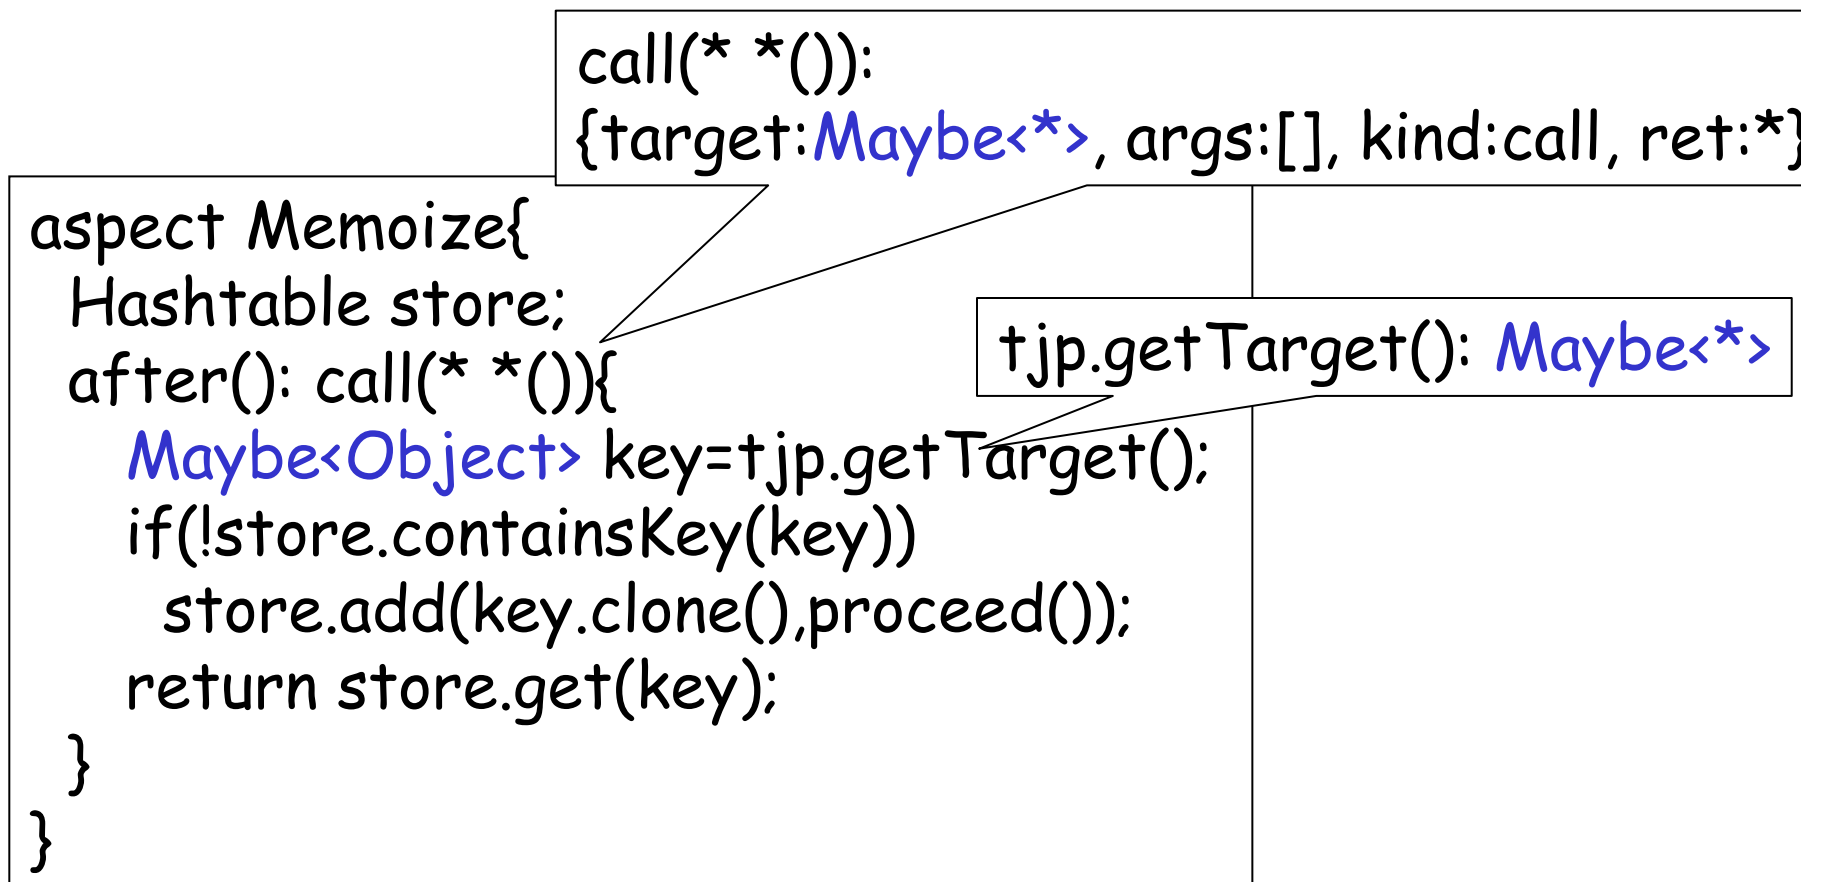 call(* *()):
{target:Maybe<*>, args:[], kind:call, ret:*}
aspect Memoize{
Hashtable store;
after(): call(* *()){
tjp.getTarget(): Maybe<*>
Maybe<Object> key=tjp.getTarget();
if(!store.containsKey(key))
store.add(key.clone(),proceed());
return store.get(key);
}
}